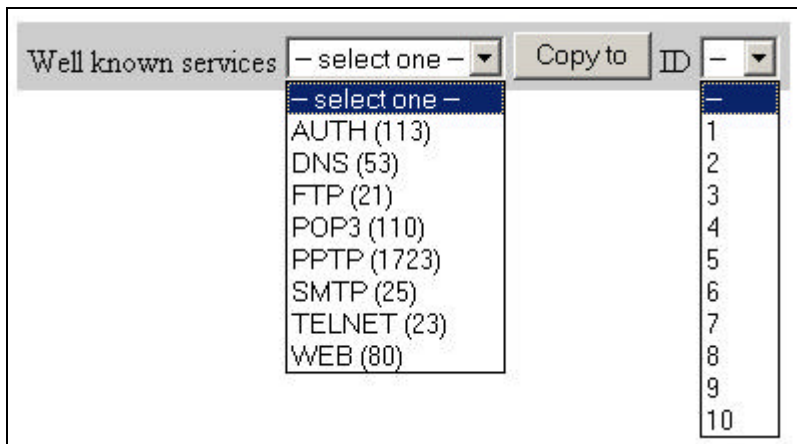 Well known services – select one – Copy to ID –
– select one –
AUTH (113)
DNS (53)
FTP (21)
POP3 (110)
PPTP (1723)
SMTP (25)
TELNET (23)
WEB (80)
–
1
2
3
4
5
6
7
8
9
10